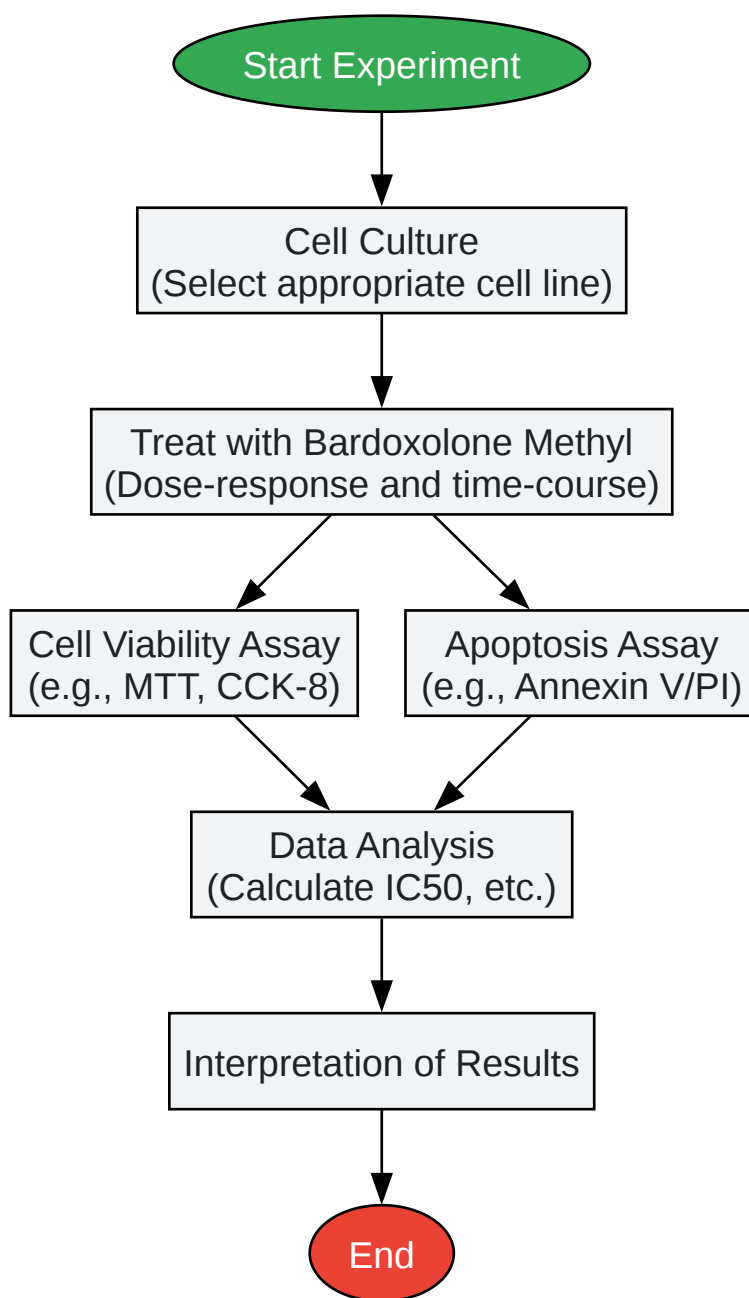 Start Experiment
Cell Culture
(Select appropriate cell line)
Treat with Bardoxolone Methyl
(Dose-response and time-course)
Cell Viability Assay
(e.g., MTT, CCK-8)
Apoptosis Assay
(e.g., Annexin V/PI)
Data Analysis
(Calculate IC50, etc.)
Interpretation of Results
End